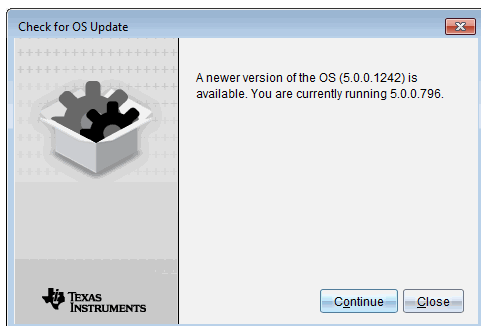 Check for OS Update
A newer version of the OS (5.0.0.1242) is
available. You are currently running 5.0.0.796.
TEXAS
INSTRUMENTS
Continue
Close